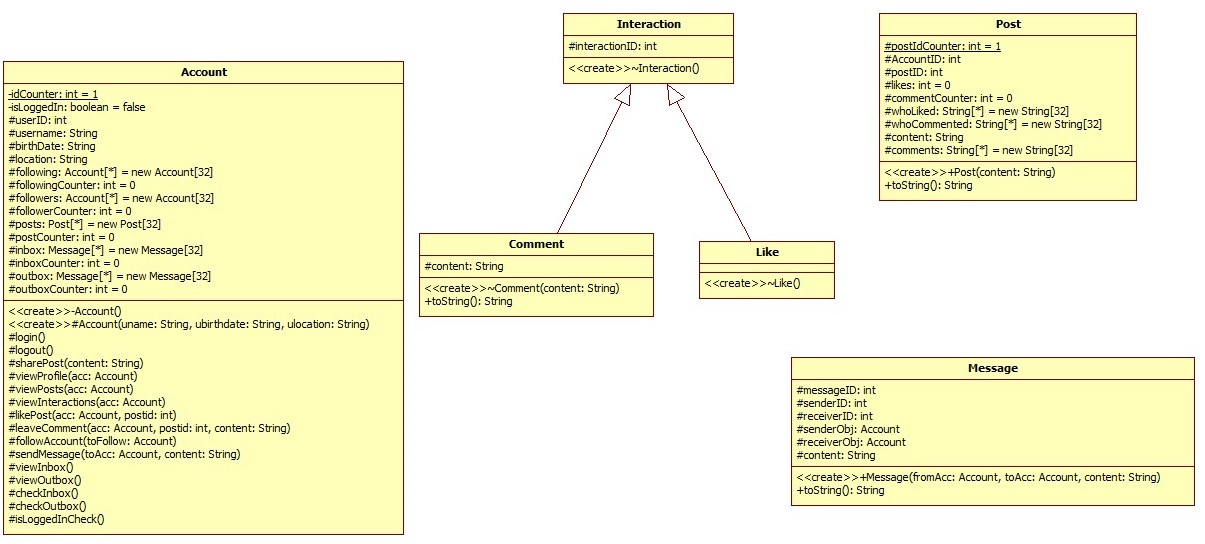 Account
-idCounter: int = 1
-isLoggedIn: boolean = false
#userID: int
#username: String
#birthDate: String
#location: String
#following: Account[*] = new Account[32]
#followingCounter: int = 0
#followers: Account[*] = new Account[32]
#followerCounter: int = 0
#posts: Post[*] = new Post[32]
#postCounter: int = 0
#inbox: Message[*] = new Message[32]
#inboxCounter: int = 0
#outbox: Message[*] = new Message[32]
#outboxCounter: int = 0
<<create>>-Account()
<<create>>#Account(uname: String, ubirthdate: String, ulocation: String)
#login()
#logout()
#sharePost(content: String)
#viewProfile(acc: Account)
#viewPosts(acc: Account)
#viewInteractions(acc: Account)
#likePost(acc: Account, postid: int)
#leaveComment(acc: Account, postid: int, content: String)
#followAccount(toFollow: Account)
#sendMessage(toAcc: Account, content: String)
#viewInbox()
#viewOutbox()
#checkInbox()
#checkOutbox()
#isLoggedInCheck()
Interaction
#interactionID: int
<<create>>~Interaction()
Comment
#content: String
<<create>>~Comment(content: String)
+toString(): String
Like
<<create>>~Like()
Post
#postIdCounter: int = 1
#AccountID: int
#postID: int
#likes: int = 0
#commentCounter: int = 0
#whoLiked: String[*] = new String[32]
#whoCommented: String[*] = new String[32]
#content: String
#comments: String[*] = new String[32]
<<create>>+Post(content: String)
+toString(): String
Message
#messageID: int
#senderID: int
#receiverID: int
#senderObj: Account
#receiverObj: Account
#content: String
<<create>>+Message(fromAcc: Account, toAcc: Account, content: String)
+toString(): String